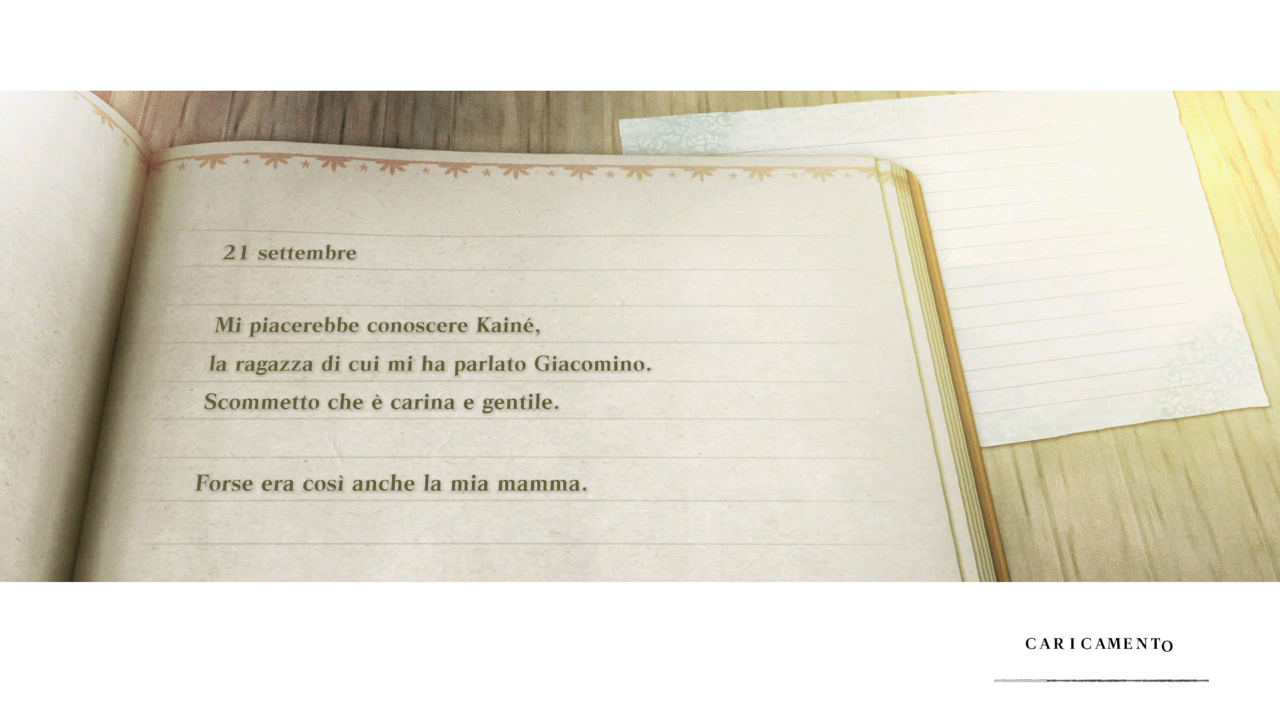 21 settembre
Mi piacerebbe conoscere Kainé,
la ragazza di cui mi ha parlato Giacomino.
Scommetto che è carina e gentile.
Forse era così anche la mia mamma.
CARICAMENTO